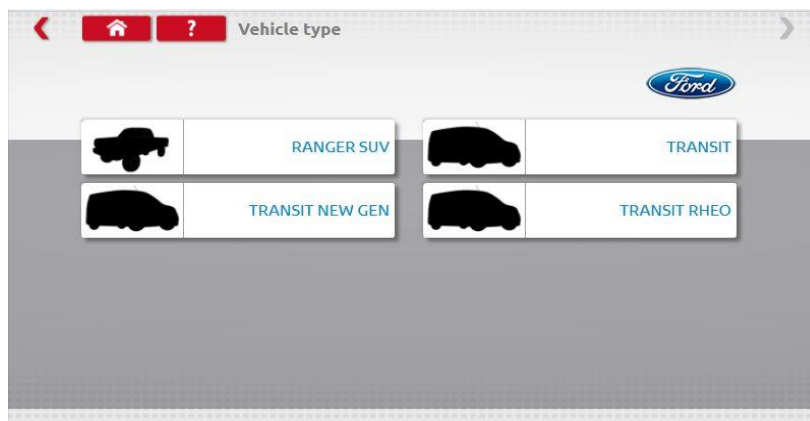 ? Vehicle type
Ford
RANGER SUV
TRANSIT
TRANSIT NEW GEN
TRANSIT RHEO